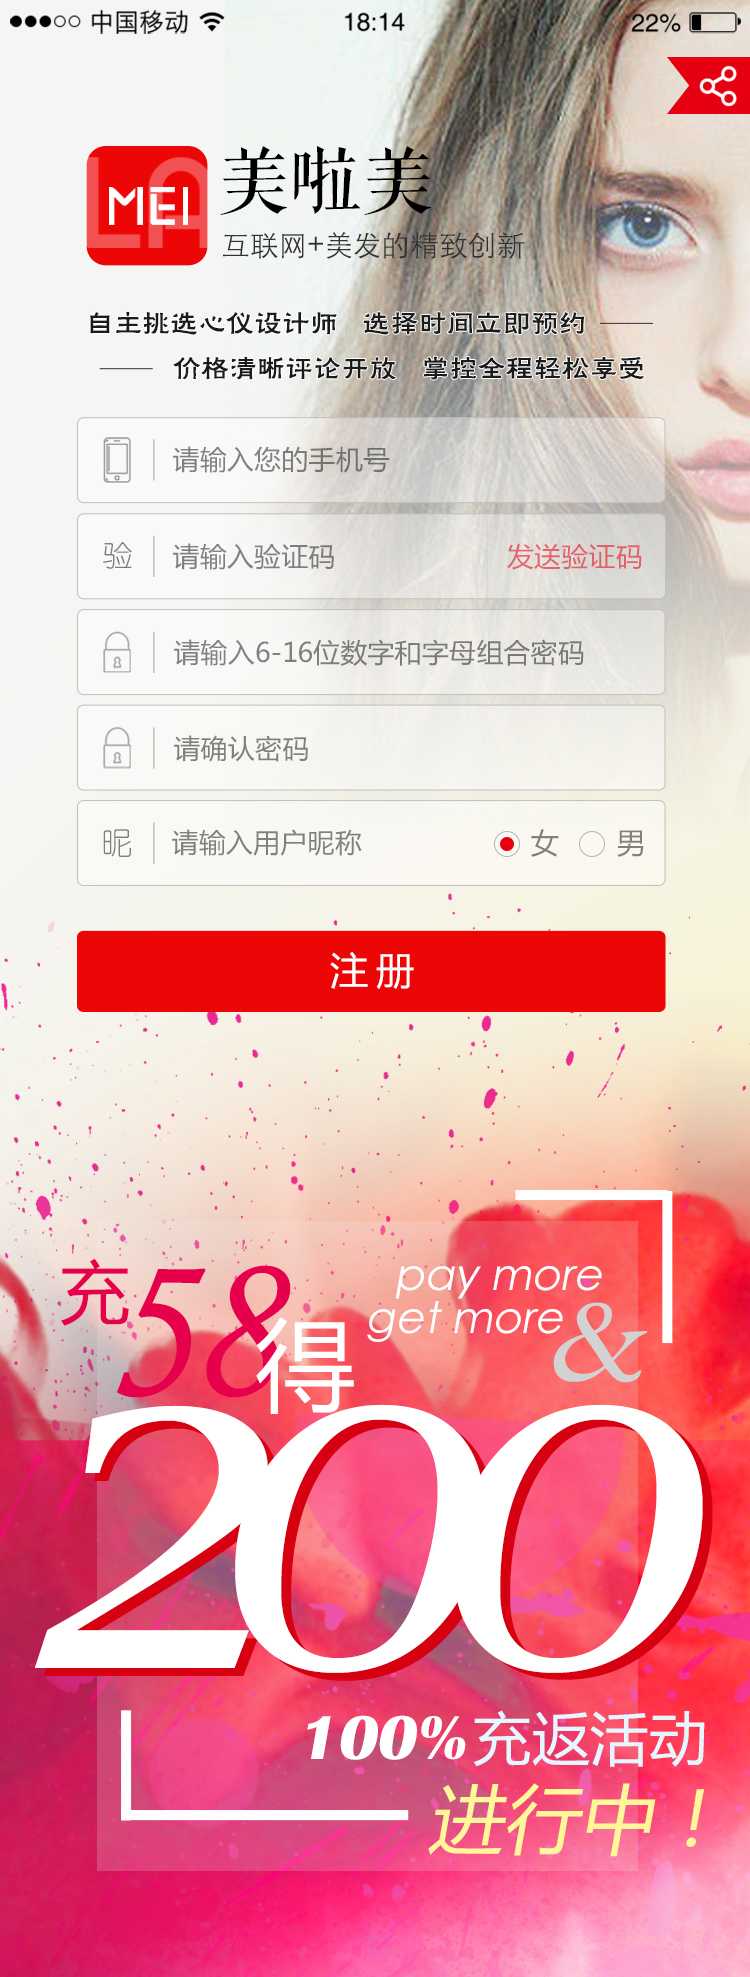 中国移动 18:14 22%
LA
MEI
美啦美
互联网+美发的精致创新
自主挑选心仪设计师 选择时间立即预约
价格清晰评论开放 掌控全程轻松享受
请输入您的手机号
验 请输入验证码 发送验证码
请输入6-16位数字和字母组合密码
请确认密码
昵 请输入用户昵称 女 男
注册
充58得
pay more
get more &
200
100%充返活动
进行中!